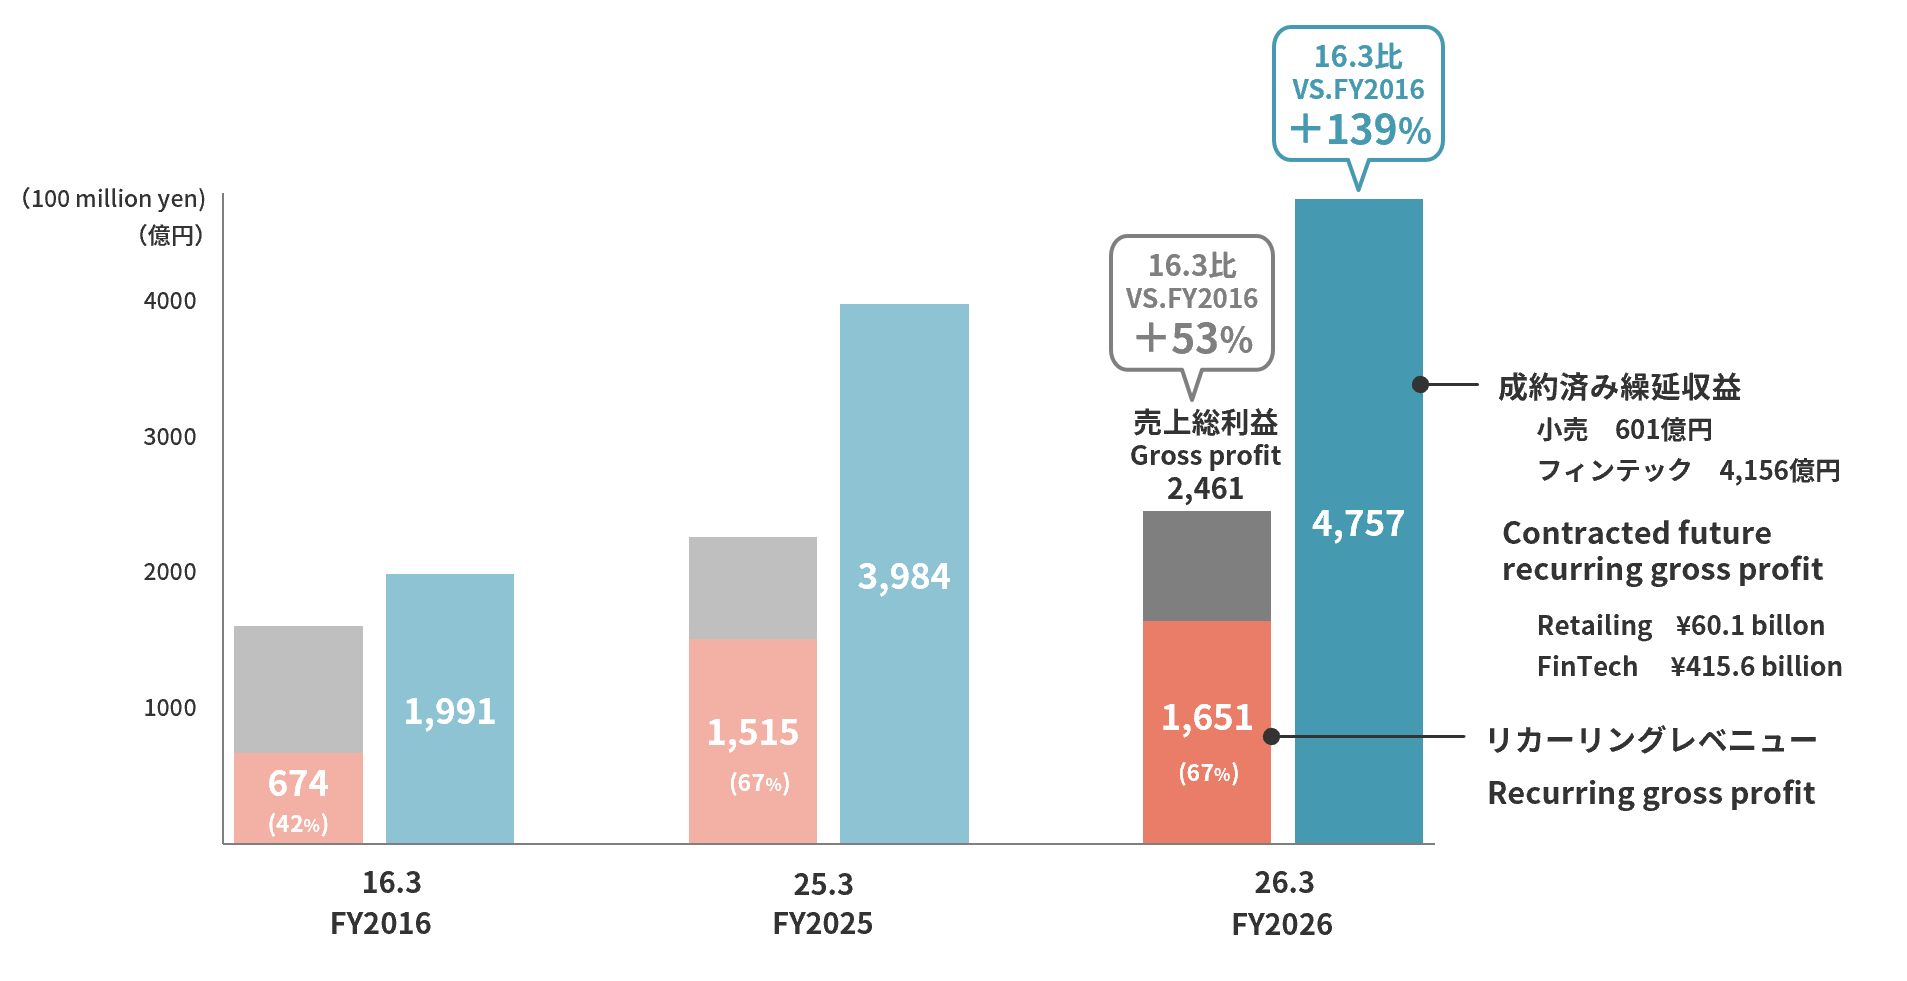 16.3比
VS.FY2016
＋139%
（100 million yen)
（億円）
16.3比
VS.FY2016
＋53%
売上総利益
Gross profit
2,461
4000
3000
2000
1000
674
(42%)
1,991
1,515
(67%)
3,984
1,651
(67%)
4,757
成約済み繰延収益
小売　601億円
フィンテック　4,156億円
Contracted future
recurring gross profit
Retailing　¥60.1 billon
FinTech　¥415.6 billion
リカーリングレベニュー
Recurring gross profit
16.3
FY2016
25.3
FY2025
26.3
FY2026